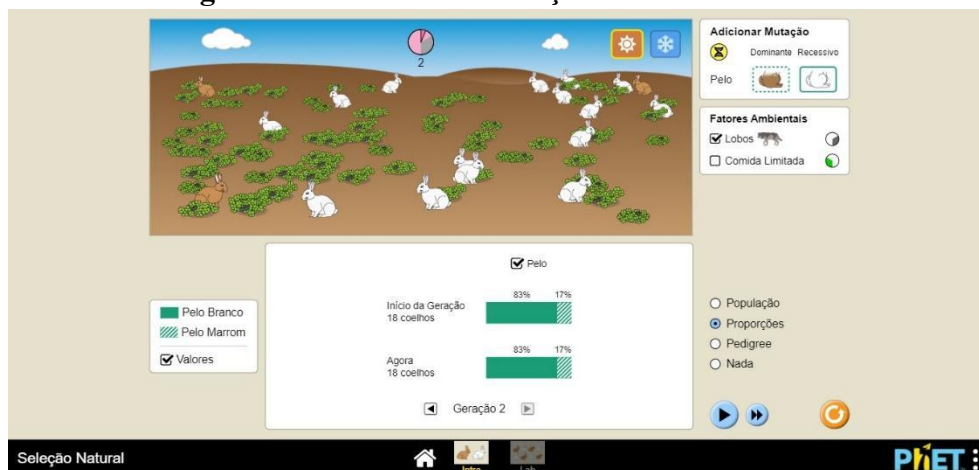 2
Adicionar Mutação
Dominante Recessivo
Pelo
Fatores Ambientais
Lobos
Comida Limitada
Pelo
83% 17%
Início da Geração
18 coelhos
83% 17%
Agora
18 coelhos
Geração 2
Pelo Branco
Pelo Marrom
Valores
População
Proporções
Pedigree
Nada
Seleção Natural
Intro
Lab
PhET